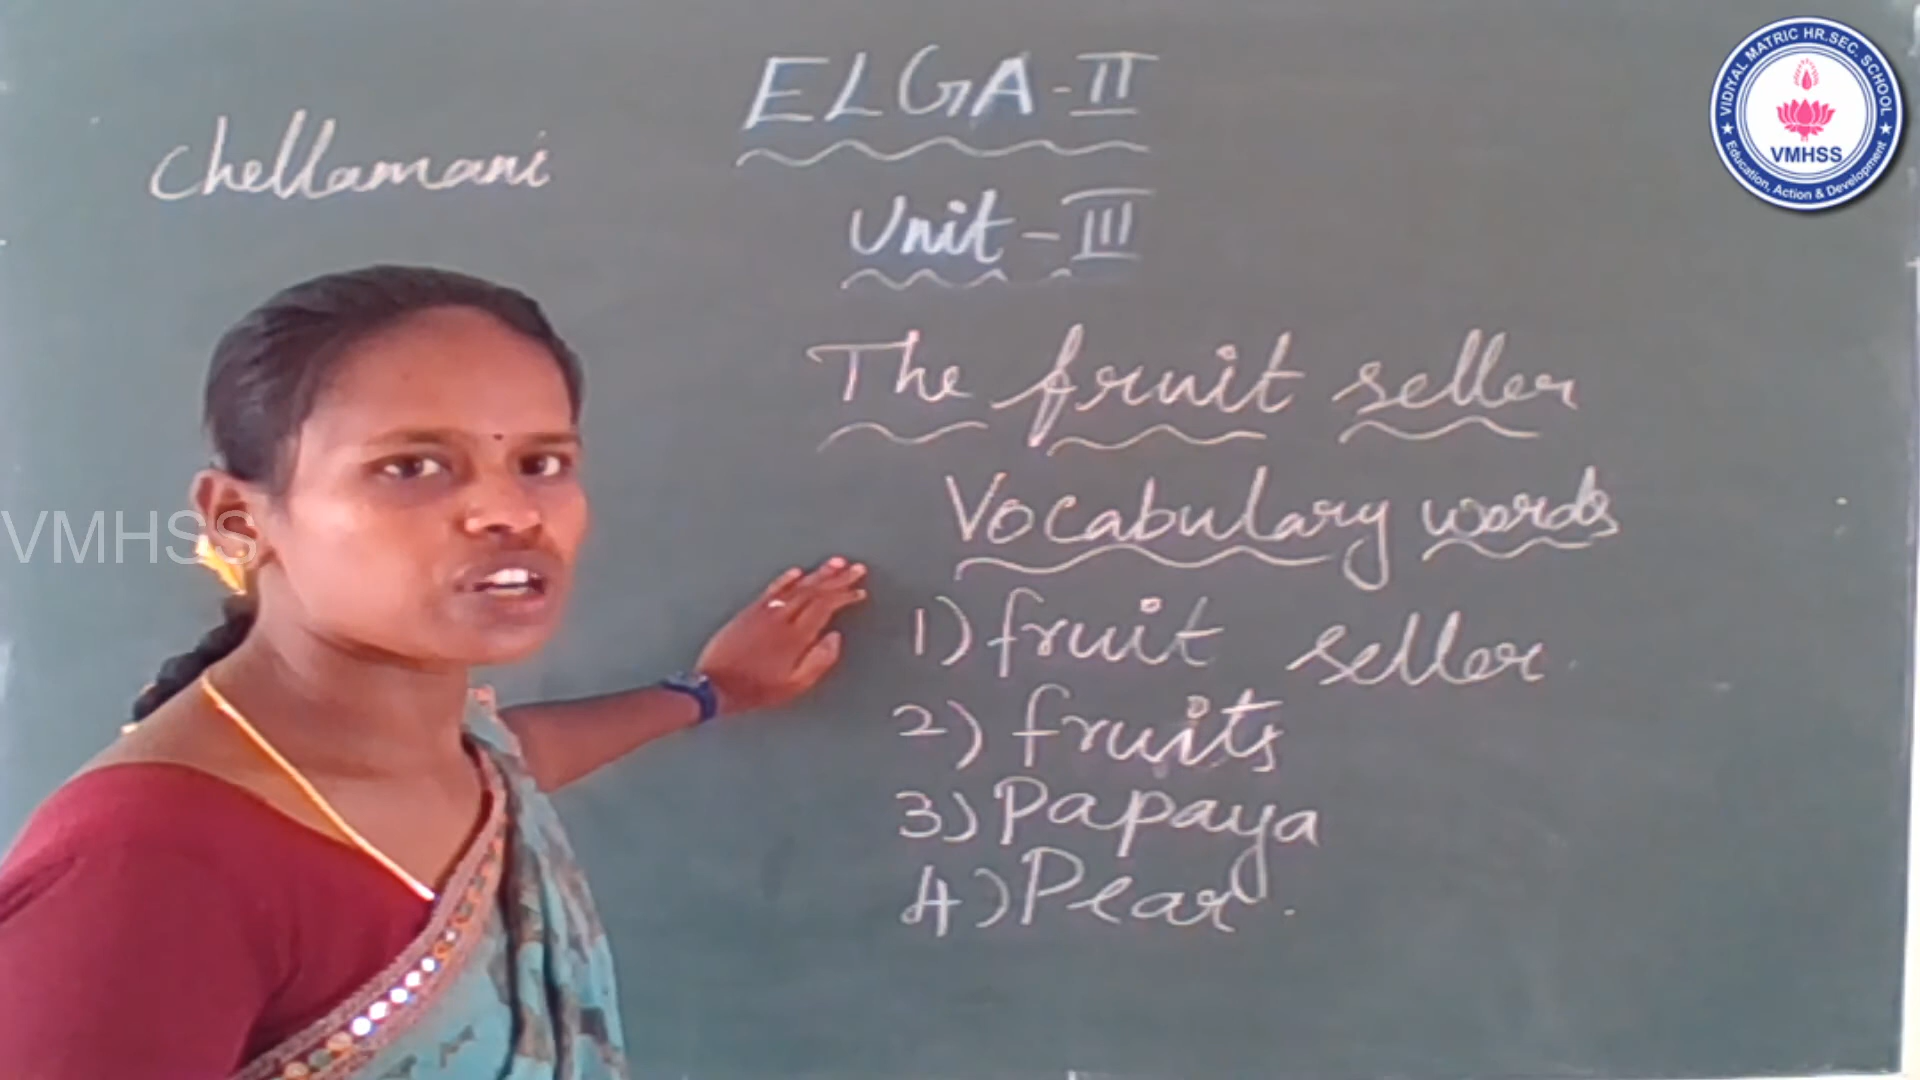 Chellamani
ELGA-II
Unit-III
The fruit seller
Vocabulary words
1) fruit seller.
2) fruits
3) Papaya
4) Pear.
VIDIYAL MATRIC HR.SEC. SCHOOL
VMHSS
Education, Action & Development
VMHSS